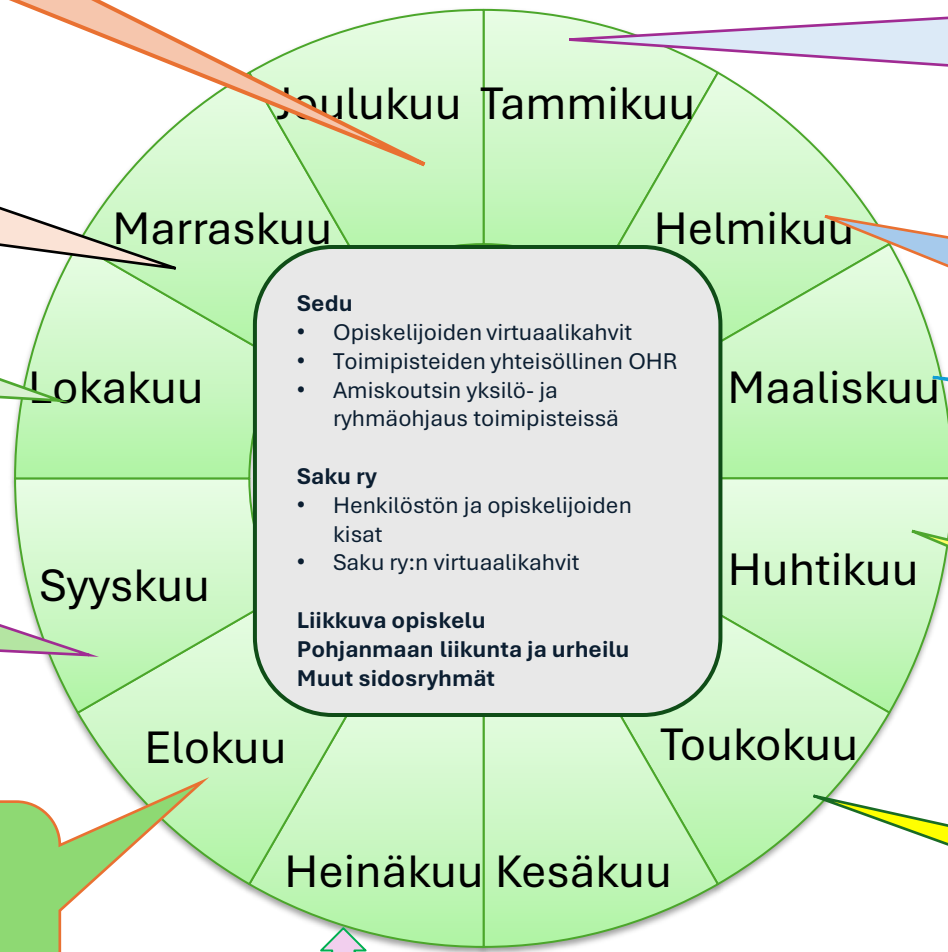 Joulukuu Tammikuu
Marraskuu
Helmikuu
Lokakuu
Maaliskuu
Syyskuu
Huhtikuu
Elokuu
Toukokuu
Heinäkuu Kesäkuu
Sedu
• Opiskelijoiden virtuaalikahvit
• Toimipisteiden yhteisöllinen OHR
• Amiskoutsin yksilö- ja
ryhmäohjaus toimipisteissä
Saku ry
• Henkilöstön ja opiskelijoiden
kisat
• Saku ry:n virtuaalikahvit
Liikkuva opiskelu
Pohjanmaan liikunta ja urheilu
Muut sidosryhmät